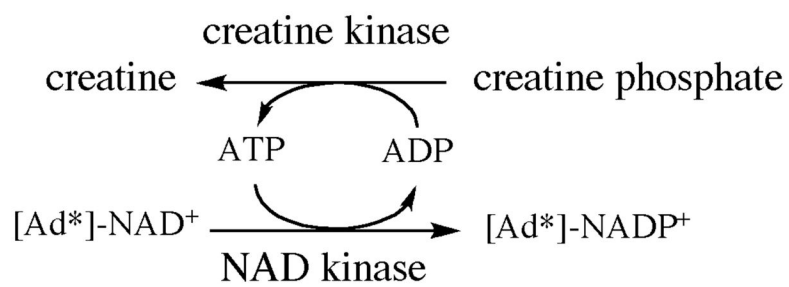 creatine kinase
creatine creatine phosphate
ATP ADP
[Ad*]-NAD⁺ [Ad*]-NADP⁺
NAD kinase